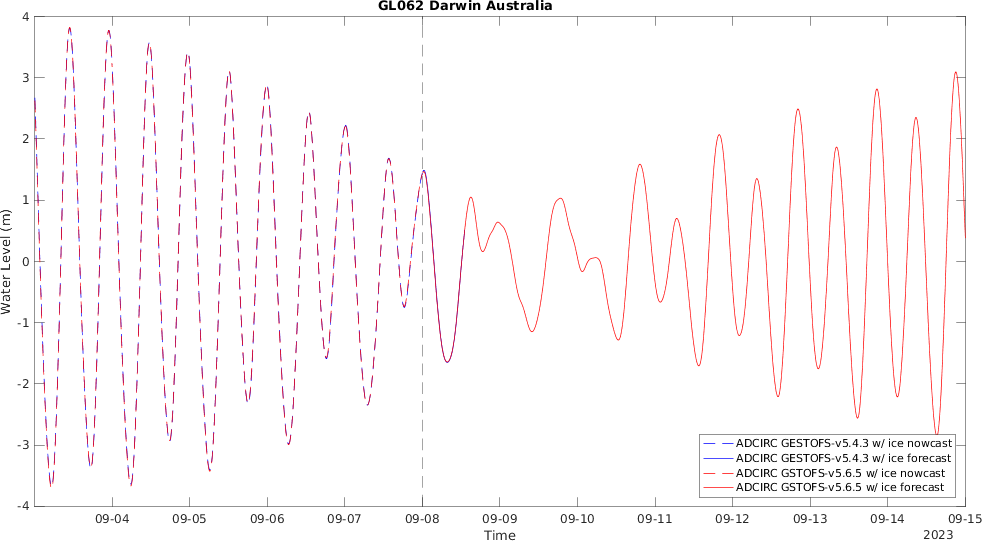 GL062 Darwin Australia
4
3
2
1
0
-1
-2
-3
-4
Water Level (m)
ADCIRC GESTOFS-v5.4.3 w/ ice nowcast
ADCIRC GESTOFS-v5.4.3 w/ ice forecast
ADCIRC GSTOFS-v5.6.5 w/ ice nowcast
ADCIRC GSTOFS-v5.6.5 w/ ice forecast
09-04 09-05 09-06 09-07 09-08 09-09 09-10 09-11 09-12 09-13 09-14 09-15
Time
2023